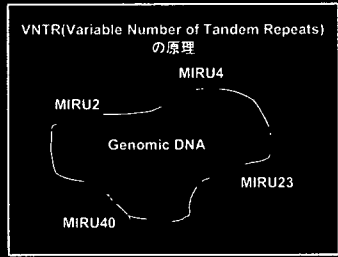 VNTR(Variable Number of Tandem Repeats)
の原理
MIRU4
MIRU2
Genomic DNA
MIRU23
MIRU40